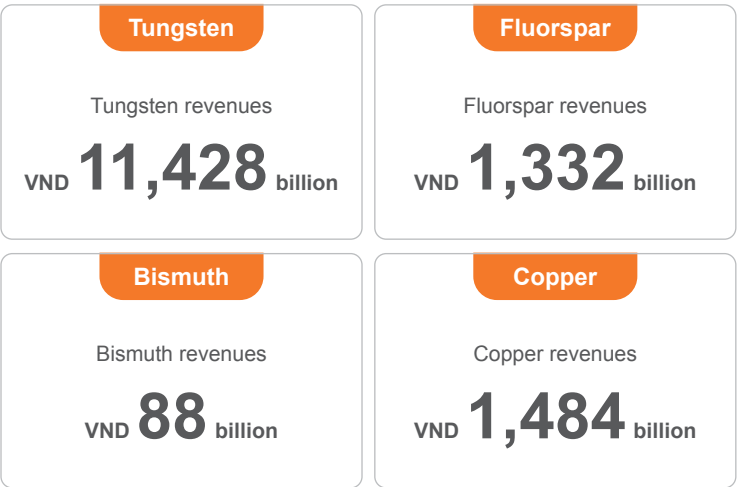 Tungsten
Tungsten revenues
VND 11,428 billion
Fluorspar
Fluorspar revenues
VND 1,332 billion
Bismuth
Bismuth revenues
VND 88 billion
Copper
Copper revenues
VND 1,484 billion